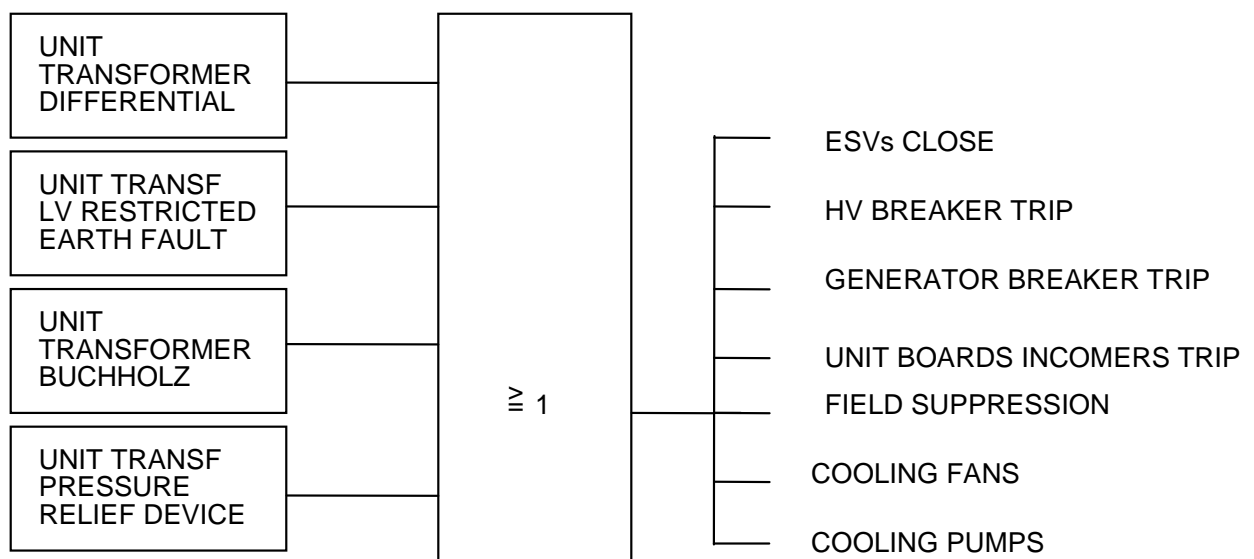 UNIT
TRANSFORMER
DIFFERENTIAL
UNIT TRANSF
LV RESTRICTED
EARTH FAULT
UNIT
TRANSFORMER
BUCHHOLZ
UNIT TRANSF
PRESSURE
RELIEF DEVICE
≧ 1
ESVs CLOSE
HV BREAKER TRIP
GENERATOR BREAKER TRIP
UNIT BOARDS INCOMERS TRIP
FIELD SUPPRESSION
COOLING FANS
COOLING PUMPS